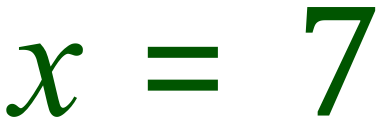 x = 7